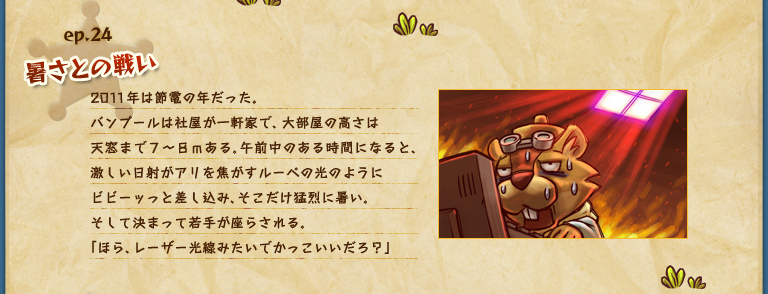 ep.24
暑さとの戦い
2011年は節電の年だった。
バンプールは社屋が一軒家で、大部屋の高さは
天窓まで7～8mある。午前中のある時間になると、
激しい日射がアリを焦がすルーペの光のように
ビビーッっと差し込み、そこだけ猛烈に暑い。
そして決まって若手が座らされる。
「ほら、レーザー光線みたいでかっこいいだろ?」